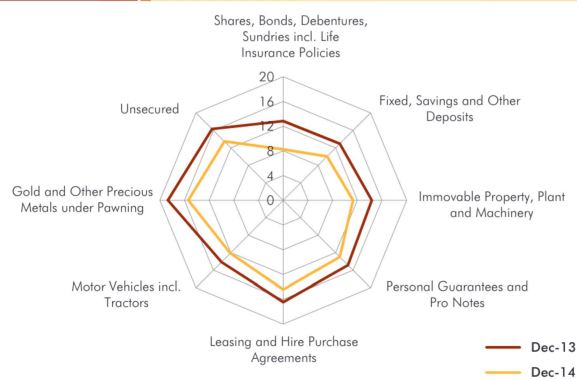 Shares, Bonds, Debentures,
Sundries incl. Life
Insurance Policies
20
16
12
8
4
0
Fixed, Savings and Other
Deposits
Unsecured
Gold and Other Precious
Metals under Pawning
Immovable Property, Plant
and Machinery
Motor Vehicles incl.
Tractors
Personal Guarantees and
Pro Notes
Leasing and Hire Purchase
Agreements
Dec-13
Dec-14